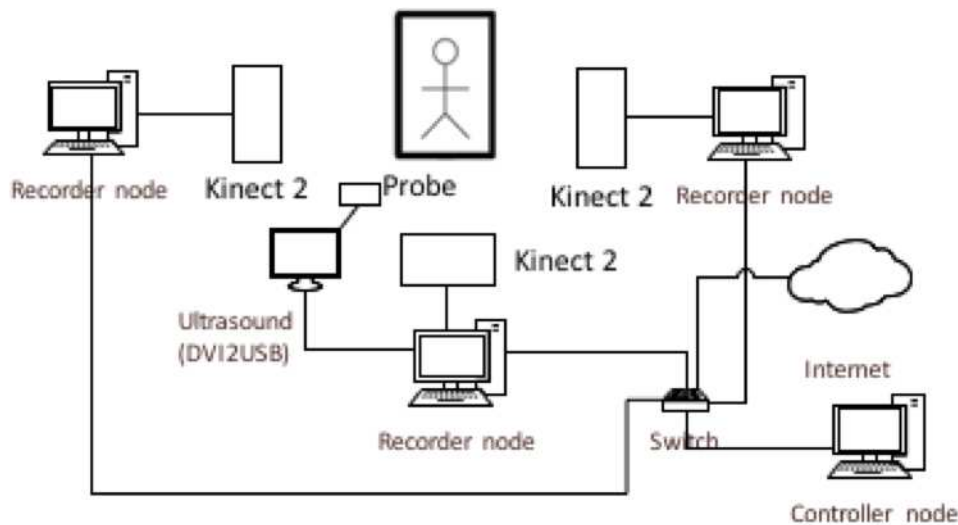 Recorder node
Kinect 2
Probe
Kinect 2
Recorder node
Kinect 2
Ultrasound
(DVI2USB)
Internet
Recorder node
Switch
Controller node